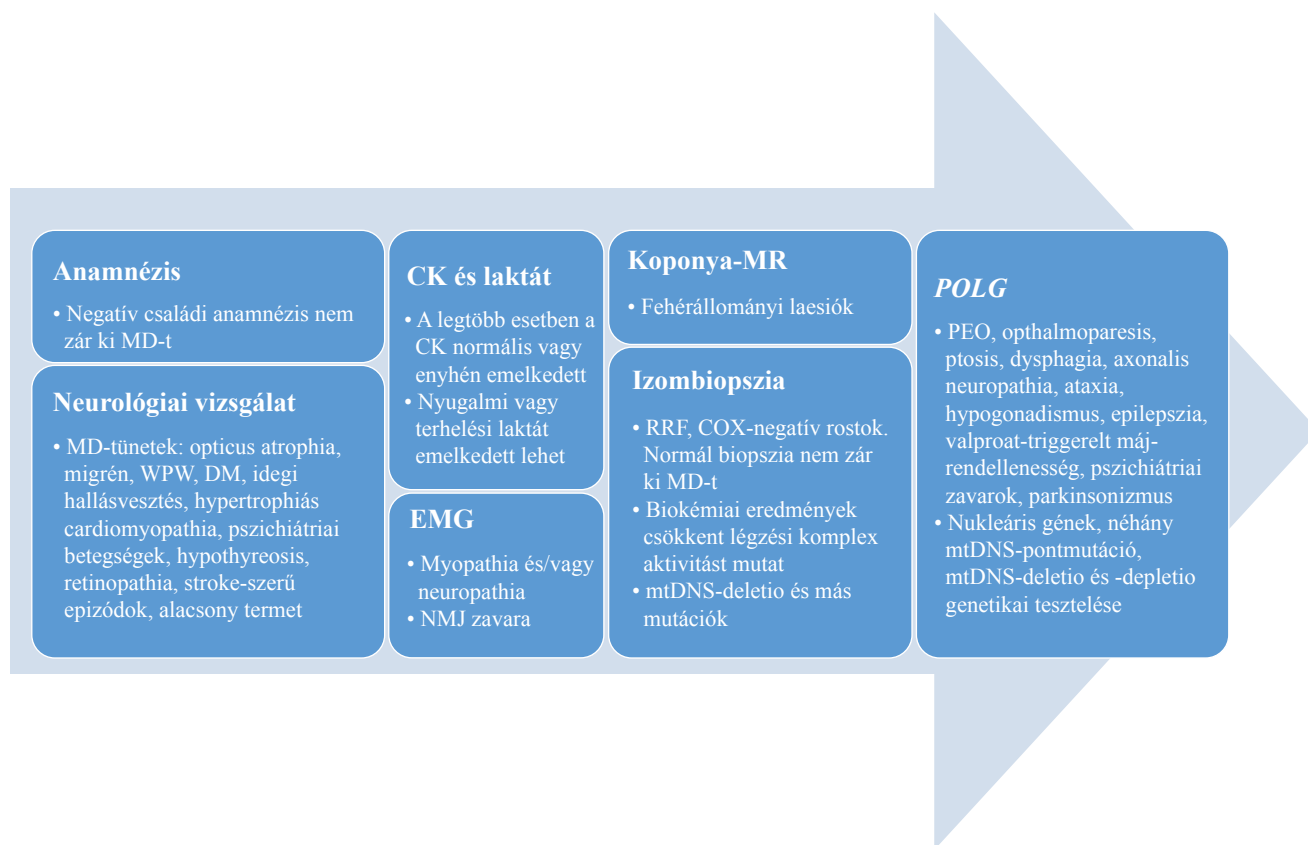 Anamnézis
• Negatív családi anamnézis nem
zár ki MD-t
Neurológiai vizsgálat
• MD-tünetek: opticus atrophia,
migrén, WPW, DM, idegi
hallásvesztés, hypertrophiás
cardiomyopathia, pszichiátriai
betegségek, hypothyreosis,
retinopathia, stroke-szerű
epizódok, alacsony termet
CK és laktát
• A legtöbb esetben a
CK normális vagy
enyhén emelkedett
• Nyugalmi vagy
terhelési laktát
emelkedett lehet
EMG
• Myopathia és/vagy
neuropathia
• NMJ zavara
Koponya-MR
• Fehérállományi laesiók
Izombiopszia
• RRF, COX-negatív rostok.
Normál biopszia nem zár
ki MD-t
• Biokémiai eredmények
csökkent légzési komplex
aktivitást mutat
• mtDNS-deletio és más
mutációk
POLG
• PEO, opthalmoparesis,
ptosis, dysphagia, axonalis
neuropathia, ataxia,
hypogonadismus, epilepszia,
valproat-triggerelt máj-
rendellenesség, pszichiátriai
zavarok, parkinsonizmus
• Nukleáris gének, néhány
mtDNS-pontmutáció,
mtDNS-deletio és -depletio
genetikai tesztelése